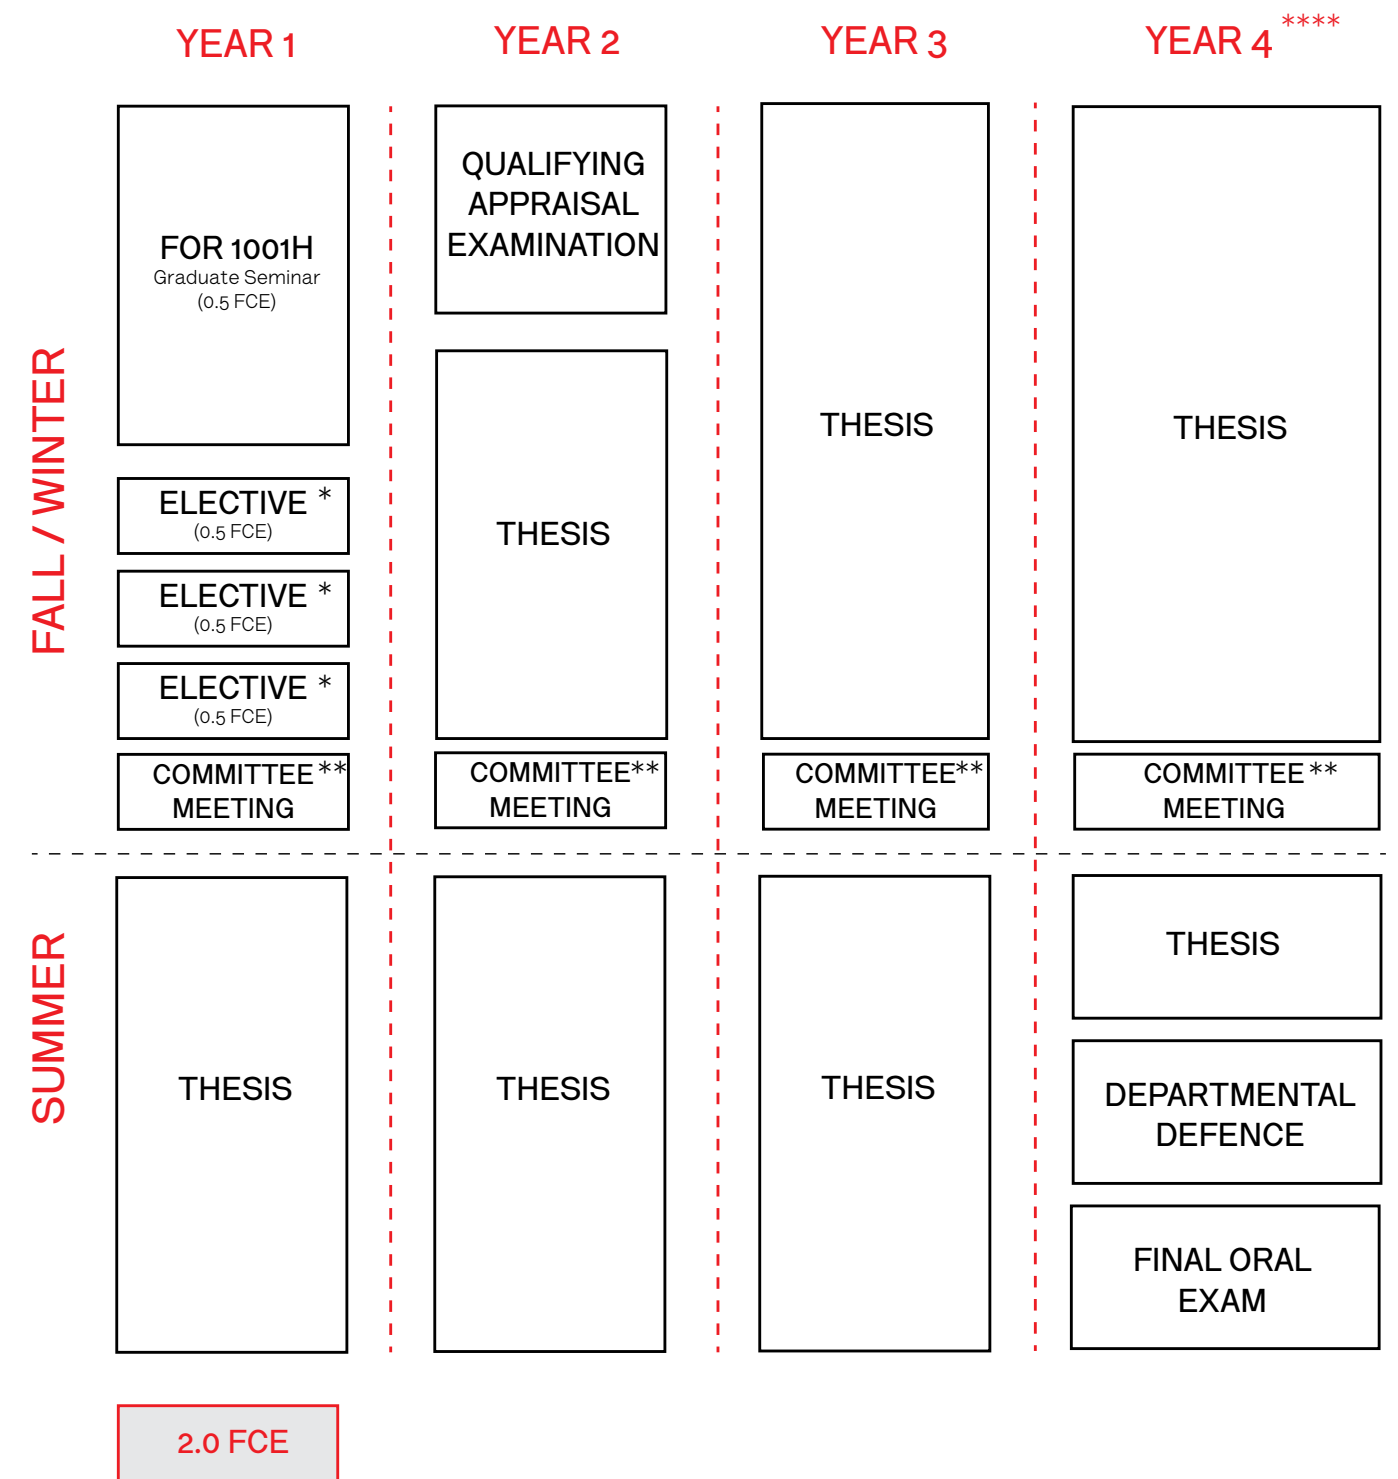 YEAR 1
YEAR 2
YEAR 3
YEAR 4 ****
FALL / WINTER
FOR 1001H
Graduate Seminar
(0.5 FCE)
ELECTIVE *
(0.5 FCE)
ELECTIVE *
(0.5 FCE)
ELECTIVE *
(0.5 FCE)
COMMITTEE **
MEETING
QUALIFYING
APPRAISAL
EXAMINATION
THESIS
COMMITTEE**
MEETING
THESIS
COMMITTEE**
MEETING
THESIS
COMMITTEE **
MEETING
SUMMER
THESIS
THESIS
THESIS
THESIS
DEPARTMENTAL
DEFENCE
FINAL ORAL
EXAM
2.0 FCE